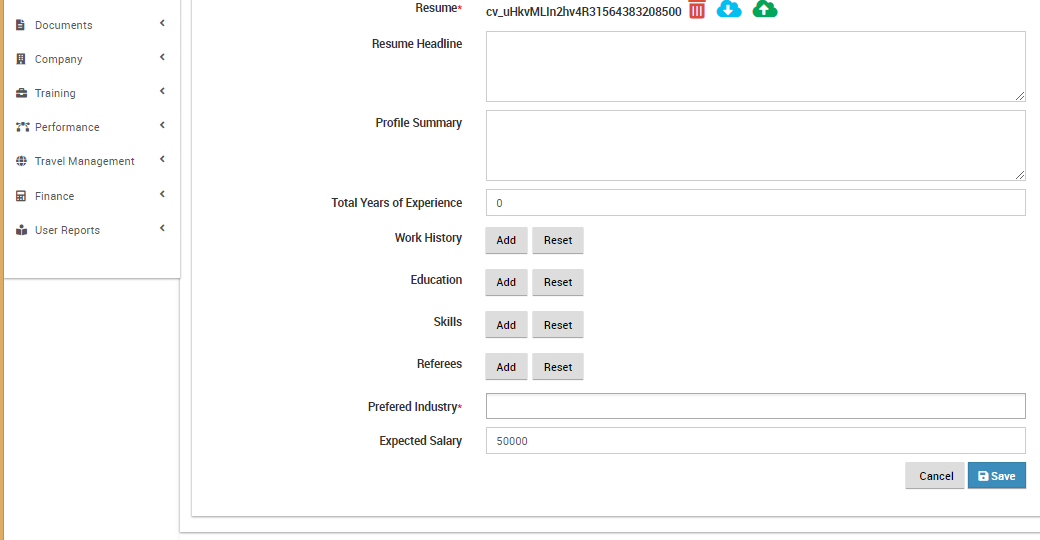 Documents
Company
Training
Performance
Travel Management
Finance
User Reports
Resume* cv_uHkvMLIn2hv4R31564383208500
Resume Headline
Profile Summary
Total Years of Experience 0
Work History Add Reset
Education Add Reset
Skills Add Reset
Referees Add Reset
Prefered Industry*
Expected Salary 50000
Cancel Save